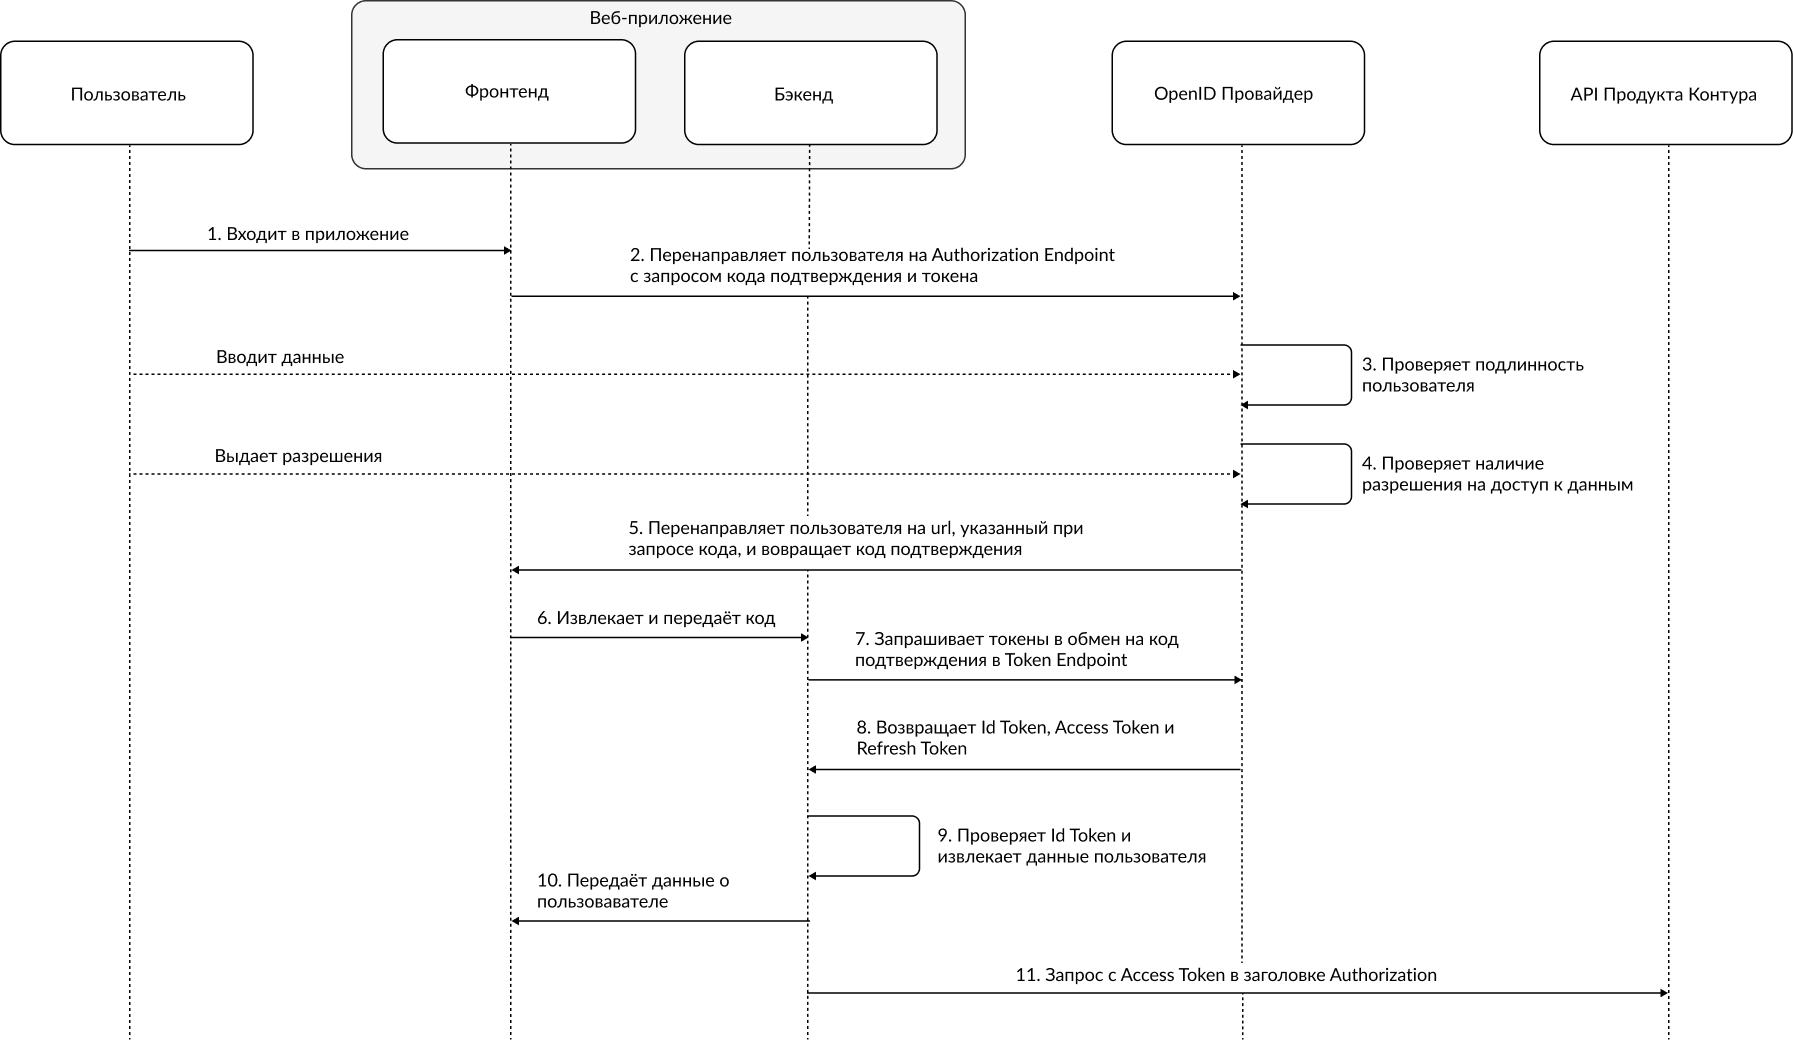 Веб-приложение
Пользователь
Фронтенд
Бэкенд
OpenID Провайдер
API Продукта Контура
1. Входит в приложение
2. Перенаправляет пользователя на Authorization Endpoint
с запросом кода подтверждения и токена
Вводит данные
3. Проверяет подлинность
пользователя
Выдает разрешения
4. Проверяет наличие
разрешения на доступ к данным
5. Перенаправляет пользователя на url, указанный при
запросе кода, и вовращает код подтверждения
6. Извлекает и передаёт код
7. Запрашивает токены в обмен на код
подтверждения в Token Endpoint
8. Возвращает Id Token, Access Token и
Refresh Token
9. Проверяет Id Token и
извлекает данные пользователя
10. Передаёт данные о
пользовавателе
11. Запрос с Access Token в заголовке Authorization